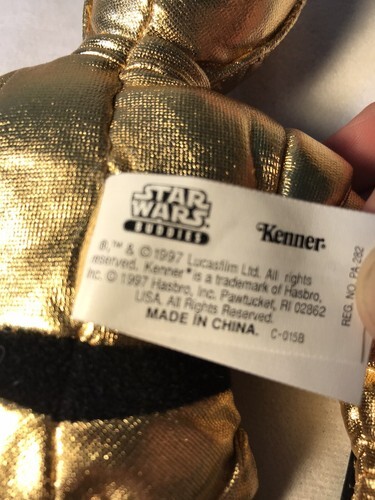 STAR
WARS
BUDDIES
Kenner
®,™ & © 1997 Lucasfilm Ltd. All rights
reserved. Kenner® is a trademark of Hasbro,
Inc. © 1997 Hasbro, Inc. Pawtucket, RI 02862
USA. All Rights Reserved.
MADE IN CHINA. C-015B
REG. NO. PA-282